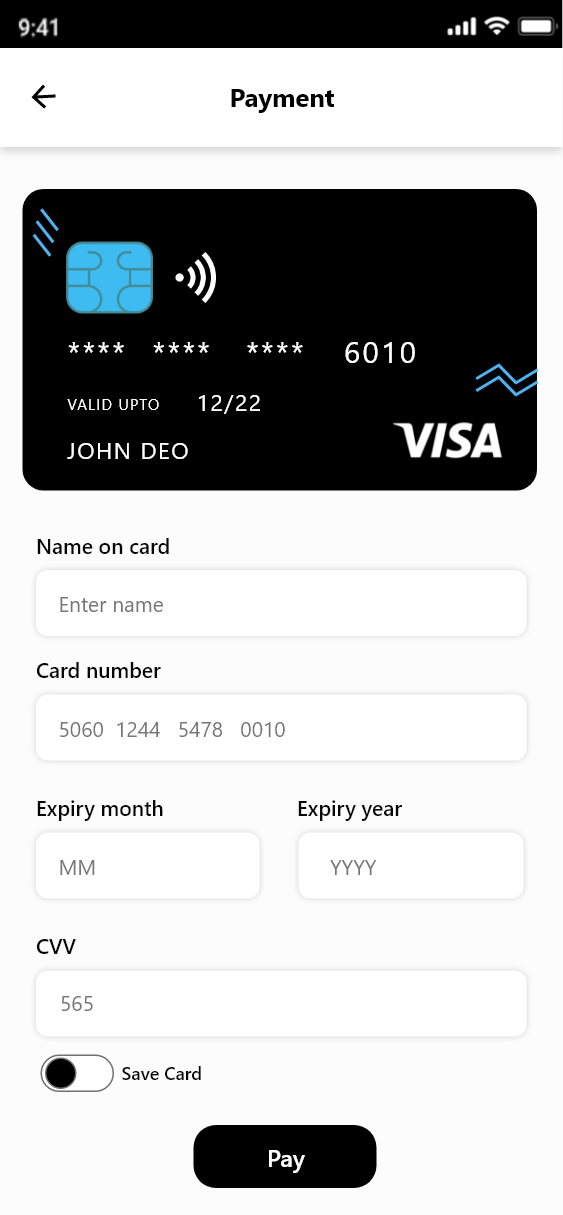 9:41
Payment
**** **** **** 6010
VALID UPTO 12/22
JOHN DEO
VISA
Name on card
Enter name
Card number
5060 1244 5478 0010
Expiry month Expiry year
MM YYYY
CVV
565
Save Card
Pay